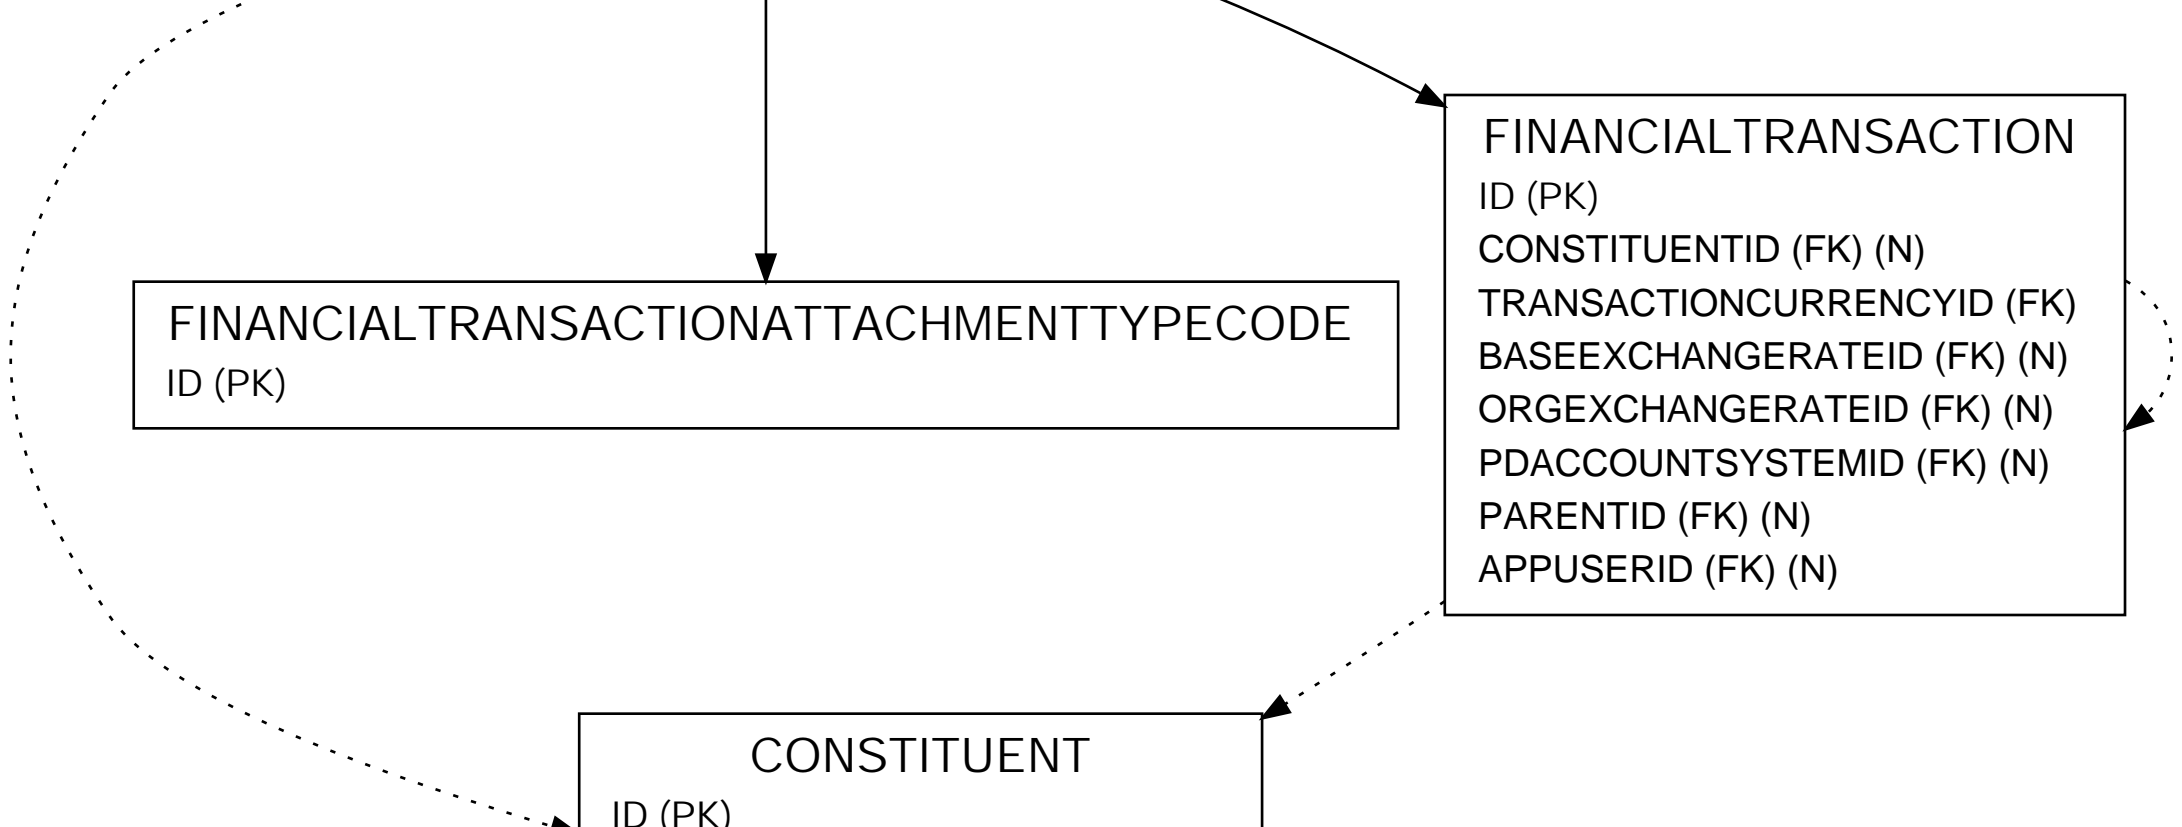 FINANCIALTRANSACTION
ID (PK)
CONSTITUENTID (FK) (N)
TRANSACTIONCURRENCYID (FK)
BASEEXCHANGERATEID (FK) (N)
ORGEXCHANGERATEID (FK) (N)
PDACCOUNTSYSTEMID (FK) (N)
PARENTID (FK) (N)
APPUSERID (FK) (N)
FINANCIALTRANSACTIONATTACHMENTTYPECODE
ID (PK)
CONSTITUENT
ID (PK)